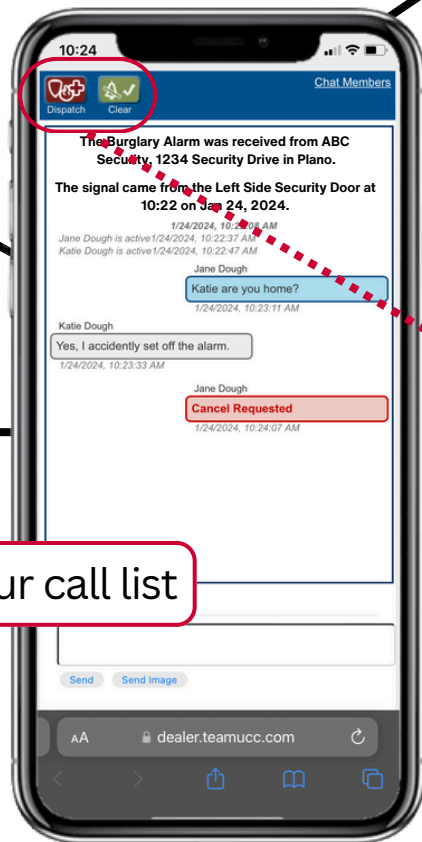 10:24
Dispatch
Clear
Chat Members
The Burglary Alarm was received from ABC
Security, 1234 Security Drive in Plano.
The signal came from the Left Side Security Door at
10:22 on Jan 24, 2024.
1/24/2024, AM
Jane Dough is active1/24/2024, 10:22:37 AM
Katie Dough is active1/24/2024, 10:22:47 AM
Jane Dough
Katie are you home?
1/24/2024, 10:23:11 AM
Katie Dough
Yes, I accidently set off the alarm.
1/24/2024, 10:23:33 AM
Jane Dough
Cancel Requested
1/24/2024, 10:24:07 AM
ur call list
Send
Send Image
AA
dealer.teamucc.com